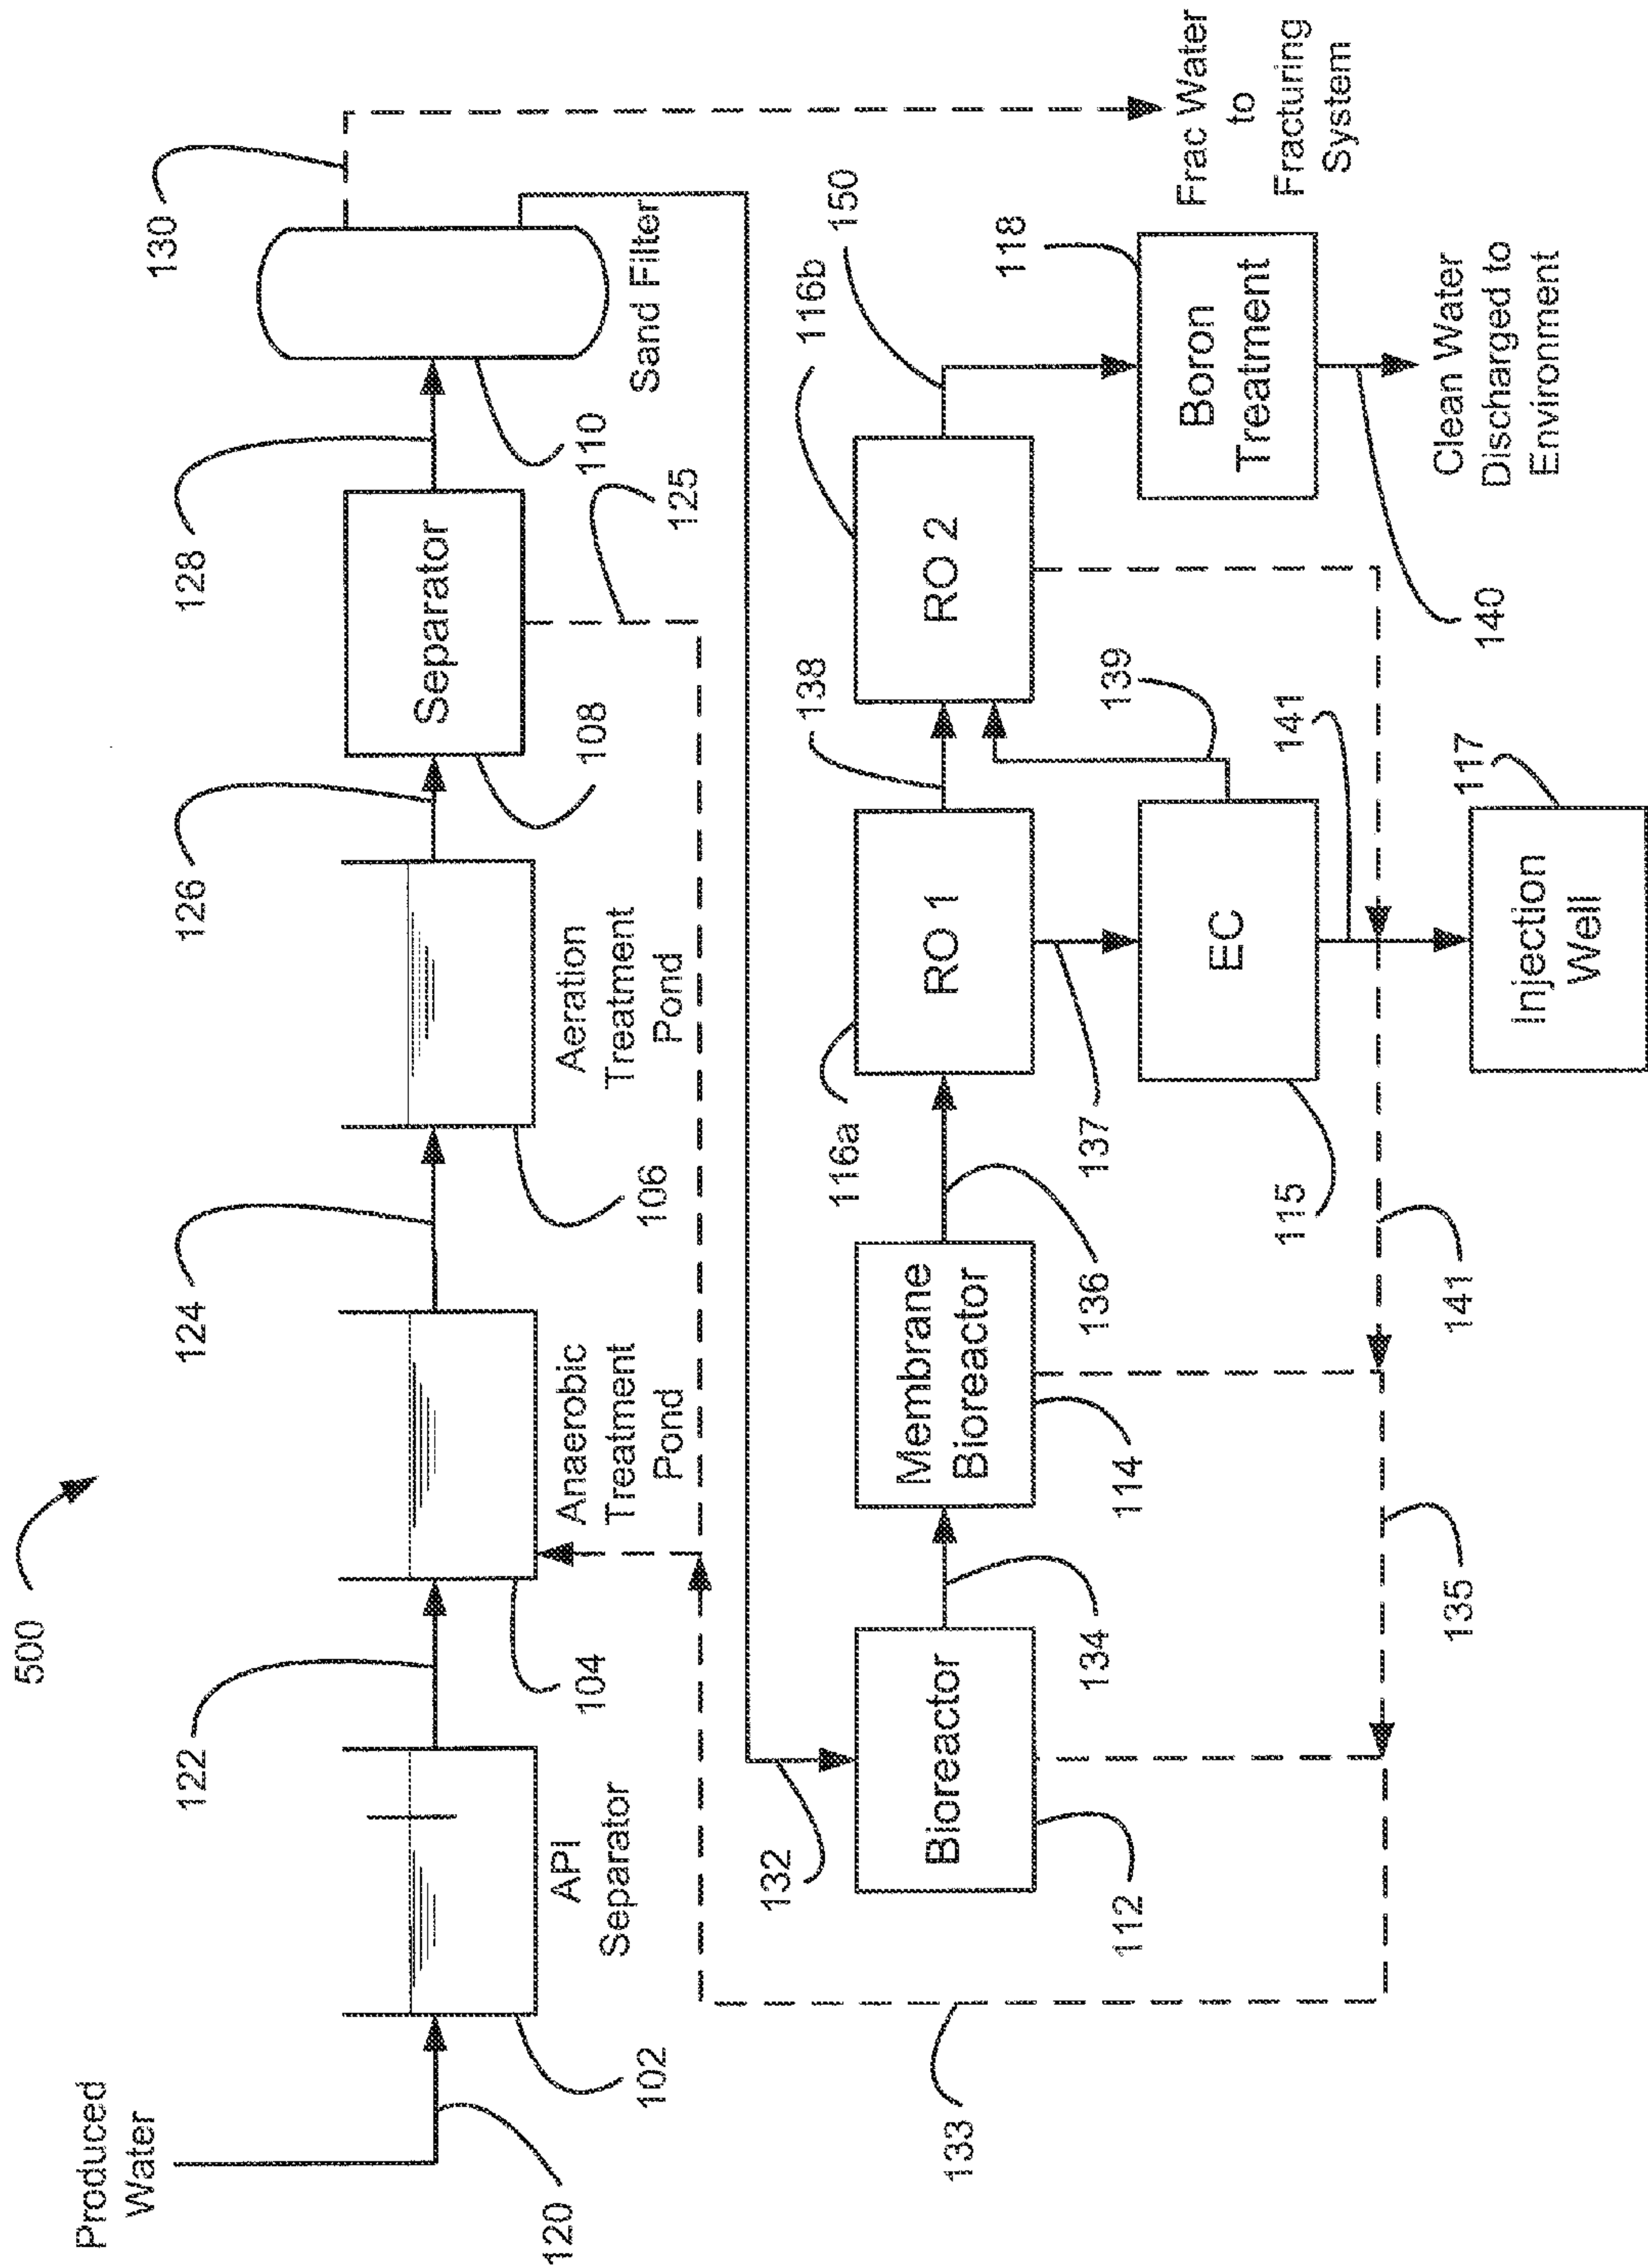 500
Produced
Water
120
102
API
Separator
122
104
Anaerobic
Treatment
Pond
124
106
Aeration
Treatment
Pond
126
108
Separator
125
128
110
Sand Filter
130
Frac Water
to
Fracturing
System
132
Bioreactor
112
133
134
Membrane
Bioreactor
114
135
136
116a
RO 1
137
138
EC
115
139
141
141
Injection
Well
117
116b
RO 2
150
118
Boron
Treatment
140
Clean Water
Discharged to
Environment